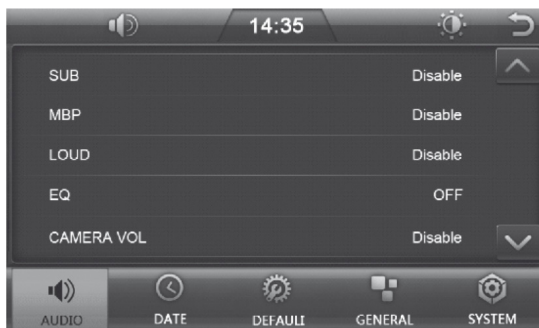 14:35
SUB Disable
MBP Disable
LOUD Disable
EQ OFF
CAMERA VOL Disable
AUDIO DATE DEFAULT GENERAL SYSTEM